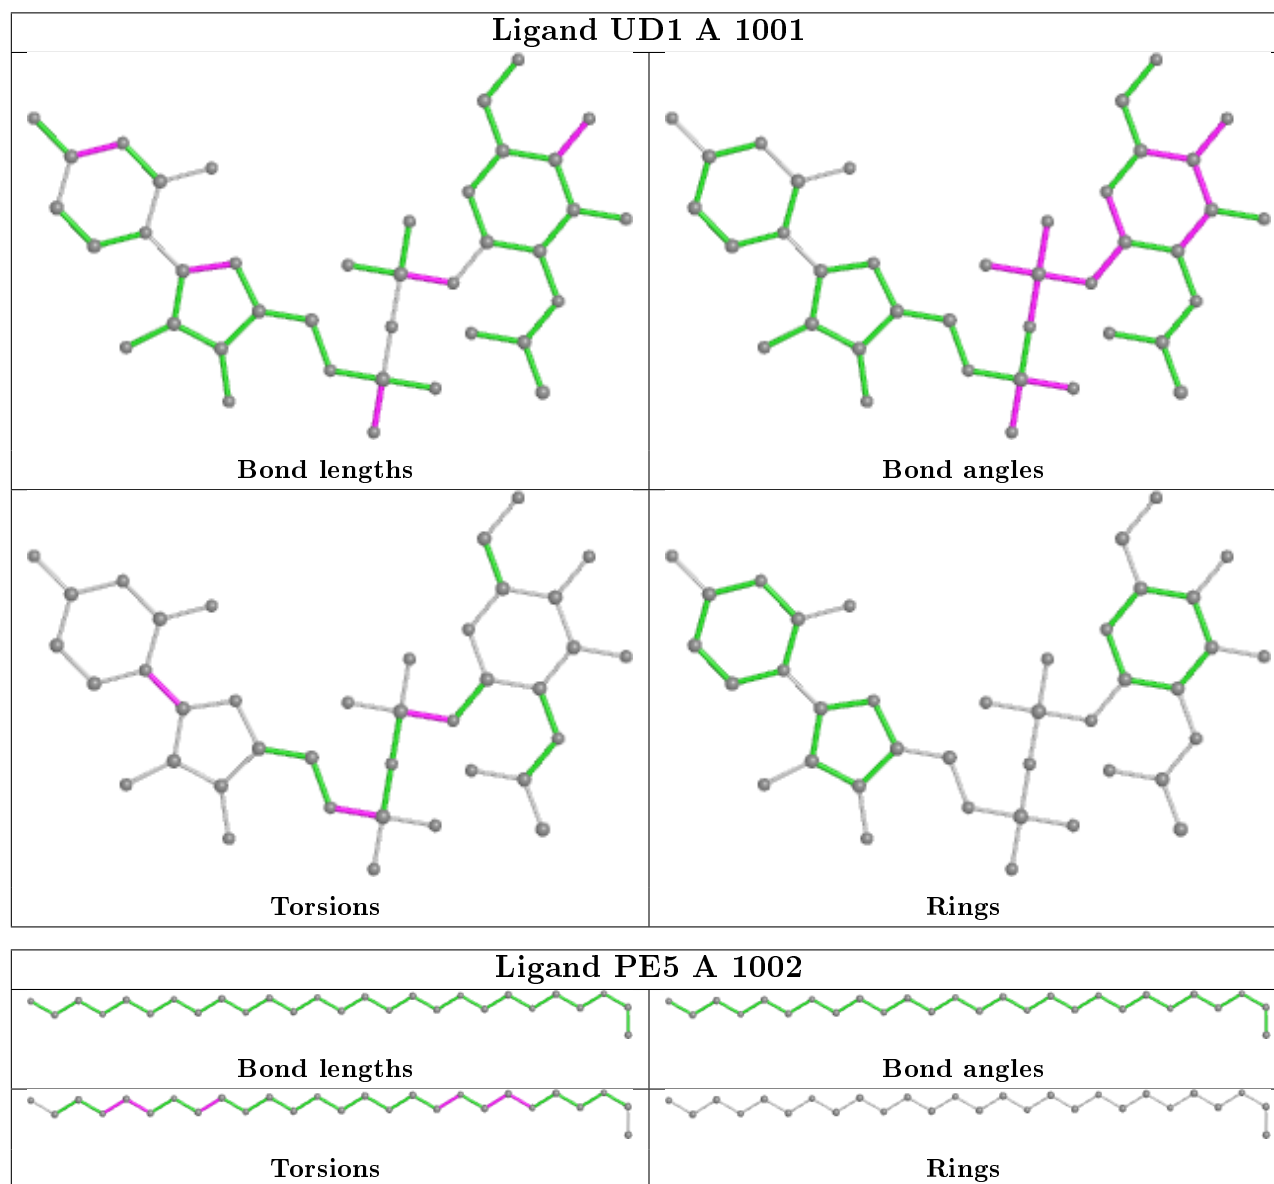 Ligand UD1 A 1001
Bond lengths
Bond angles
Torsions
Rings
Ligand PE5 A 1002
Bond lengths
Bond angles
Torsions
Rings